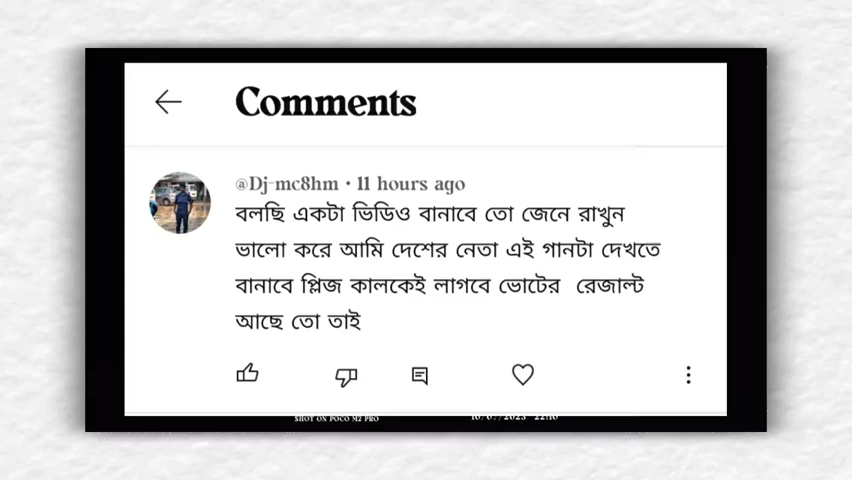 Comments
@Dj-mc8hm · 11 hours ago
বলছি একটা ভিডিও বানাবে তো জেনে রাখুন
ভালো করে আমি দেশের নেতা এই গানটা দেখতে
বানাবে প্লিজ কালকেই লাগবে ভোটের রেজাল্ট
আছে তো তাই
SHOT ON POCO M2 PRO